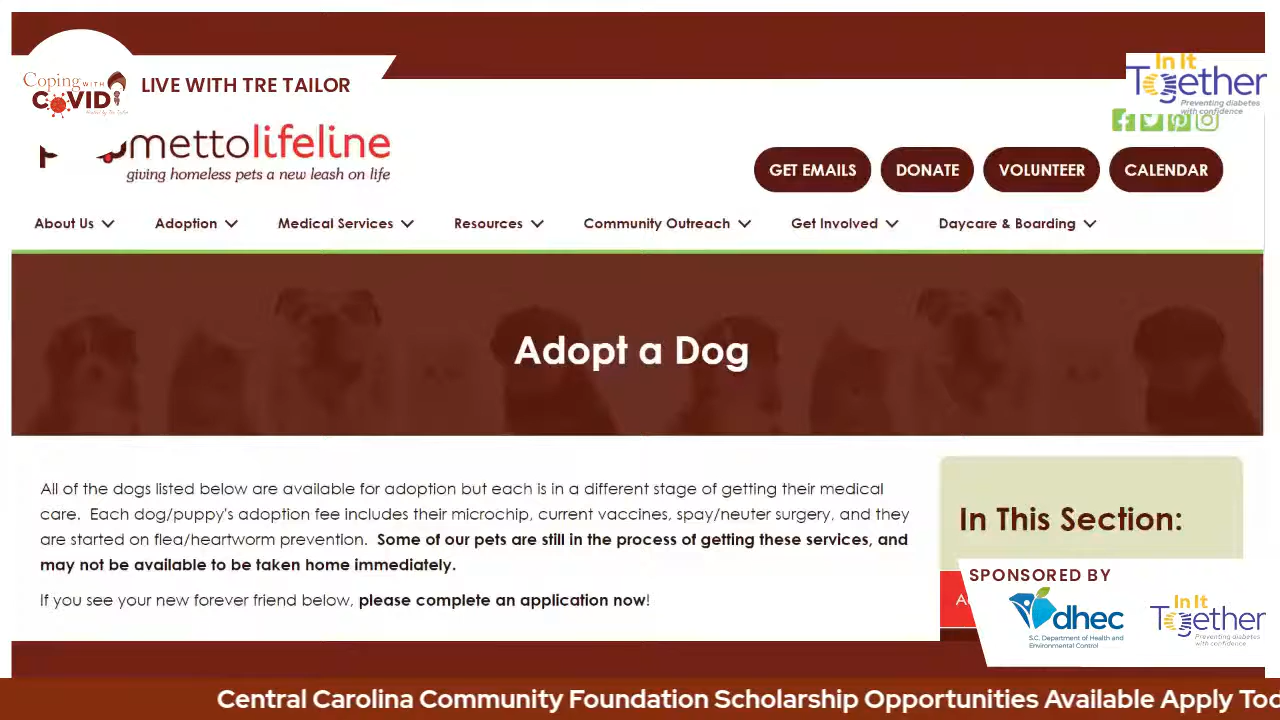 Coping WITH
COVID
LIVE WITH TRE TAILOR
In It
Together
Preventing diabetes
with confidence
mettolifeline
giving homeless pets a new leash on life
GET EMAILS
DONATE
VOLUNTEER
CALENDAR
About Us
Adoption
Medical Services
Resources
Community Outreach
Get Involved
Daycare & Boarding
Adopt a Dog
All of the dogs listed below are available for adoption but each is in a different stage of getting their medical
care. Each dog/puppy's adoption fee includes their microchip, current vaccines, spay/neuter surgery, and they
are started on flea/heartworm prevention. Some of our pets are still in the process of getting these services, and
may not be available to be taken home immediately.
If you see your new forever friend below, please complete an application now!
In This Section:
SPONSORED BY
dhec
S.C. Department of Health and
Environmental Control
In It
Together
Preventing diabetes
with confidence
Central Carolina Community Foundation Scholarship Opportunities Available Apply